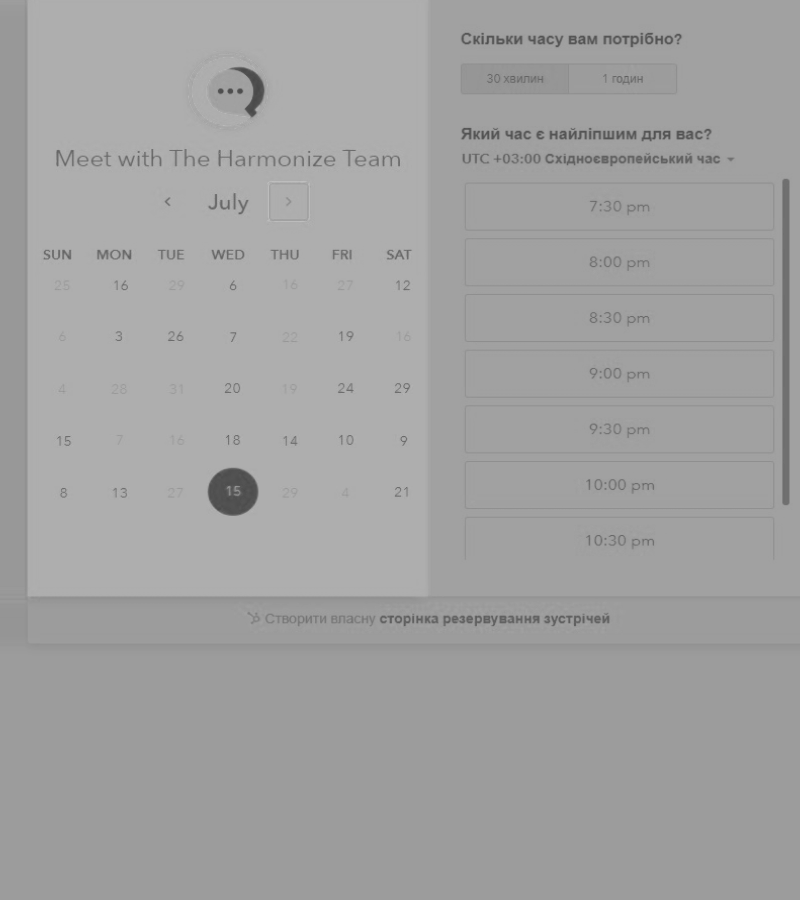 Meet with The Harmonize Team
July
SUN MON TUE WED THU FRI SAT
25 16 29 6 16 27 12
6 3 26 7 22 19 16
4 28 31 20 19 24 29
15 7 16 18 14 10 9
8 13 27 15 29 4 21
Скільки часу вам потрібно?
30 хвилин 1 годин
Який час є найліпшим для вас?
UTC +03:00 Східноєвропейський час
7:30 pm
8:00 pm
8:30 pm
9:00 pm
9:30 pm
10:00 pm
10:30 pm
Створити власну сторінка резервування зустрічей